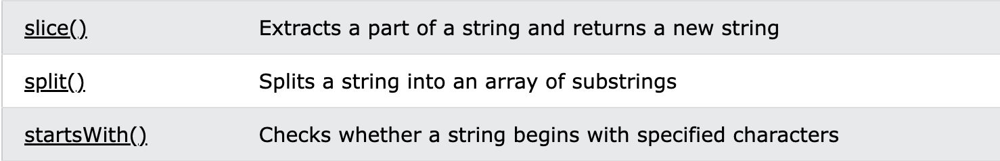 slice() Extracts a part of a string and returns a new string
split() Splits a string into an array of substrings
startsWith() Checks whether a string begins with specified characters